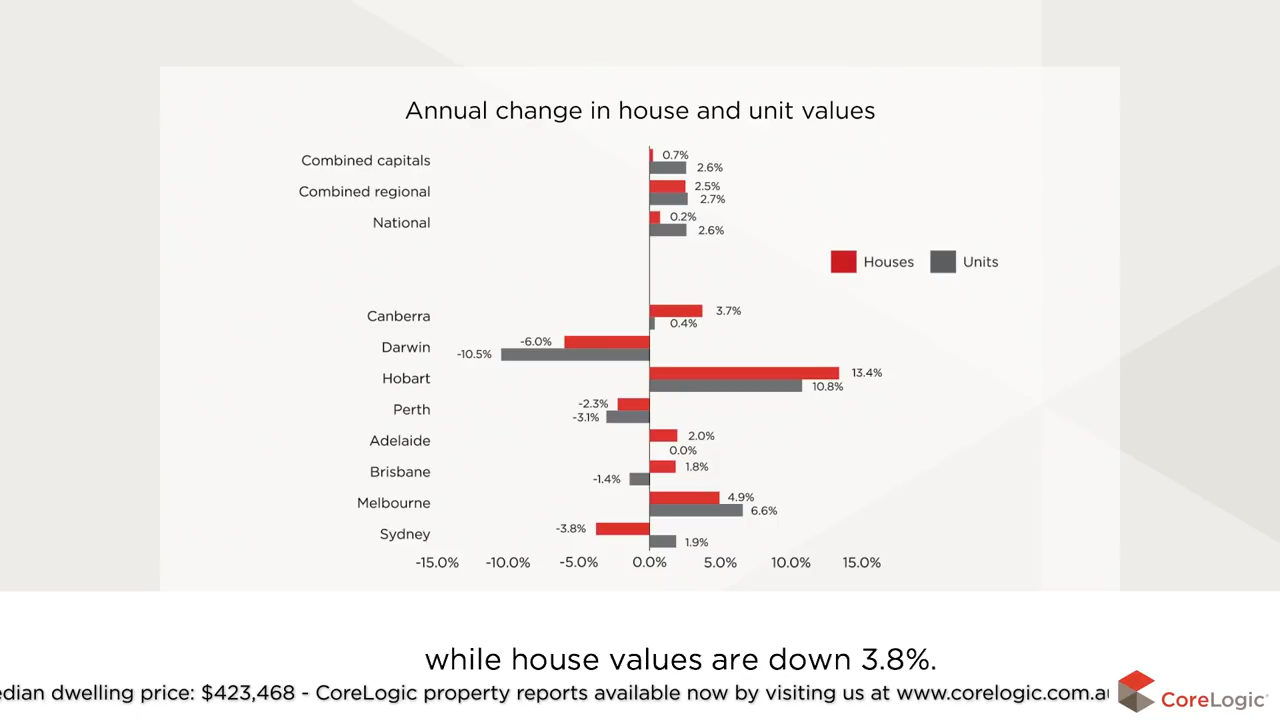 Annual change in house and unit values
Combined capitals 0.7% 2.6%
Combined regional 2.5% 2.7%
National 0.2% 2.6%
Houses Units
Canberra 3.7% 0.4%
Darwin -6.0% -10.5%
Hobart 13.4% 10.8%
Perth -2.3% -3.1%
Adelaide 2.0% 0.0%
Brisbane 1.8% -1.4%
Melbourne 4.9% 6.6%
Sydney -3.8% 1.9%
-15.0% -10.0% -5.0% 0.0% 5.0% 10.0% 15.0%
while house values are down 3.8%.
dwelling price: $423,468 - CoreLogic property reports available now by visiting us at www.corelogic.com.au
CoreLogic